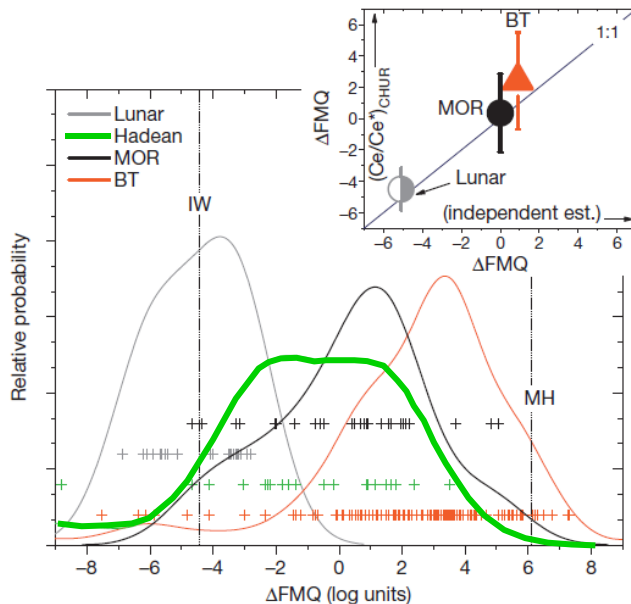 BT
1:1
6
4
2
0
–2
–4
–6
ΔFMQ
(Ce/Ce*)CHUR
MOR
Lunar
(independent est.)
–6 –4 –2 0 2 4 6
ΔFMQ
Lunar
Hadean
MOR
BT
IW
MH
Relative probability
–8 –6 –4 –2 0 2 4 6 8
ΔFMQ (log units)